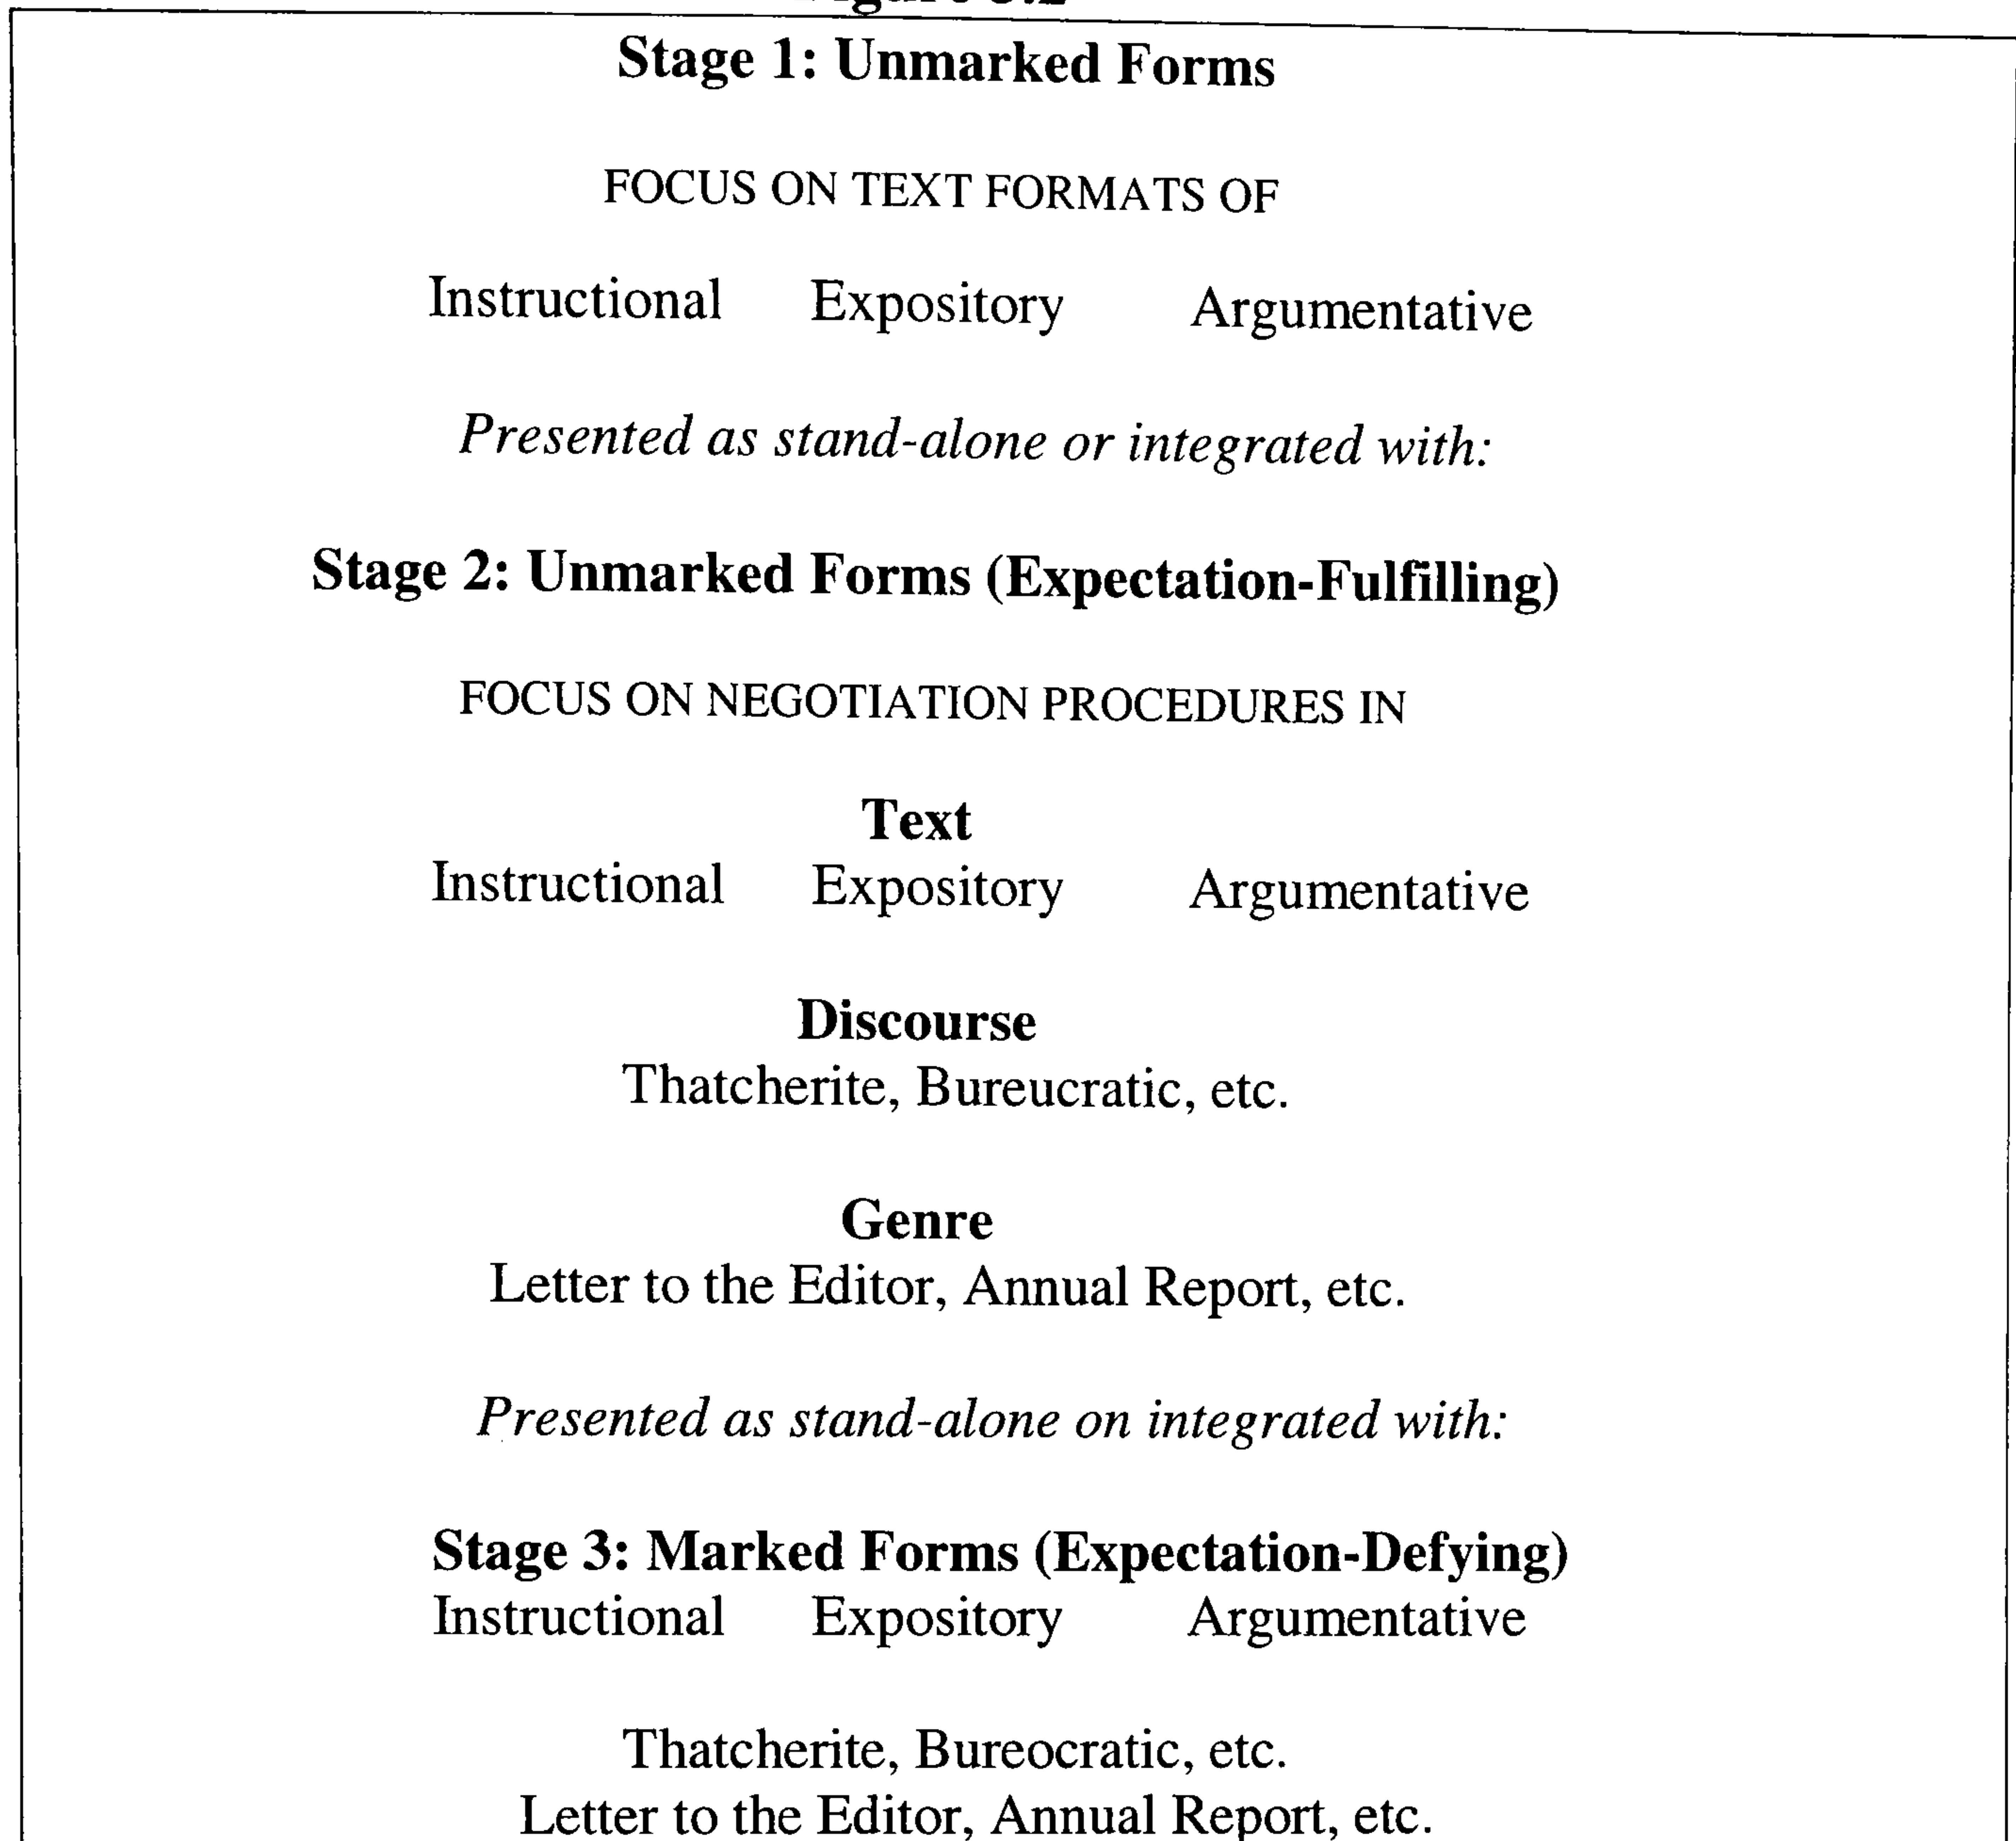 Stage 1: Unmarked Forms
FOCUS ON TEXT FORMATS OF
Instructional Expository Argumentative
Presented as stand-alone or integrated with:
Stage 2: Unmarked Forms (Expectation-Fulfilling)
FOCUS ON NEGOTIATION PROCEDURES IN
Text
Instructional Expository Argumentative
Discourse
Thatcherite, Bureucratic, etc.
Genre
Letter to the Editor, Annual Report, etc.
Presented as stand-alone on integrated with:
Stage 3: Marked Forms (Expectation-Defying)
Instructional Expository Argumentative
Thatcherite, Bureocratic, etc.
Letter to the Editor, Annual Report, etc.